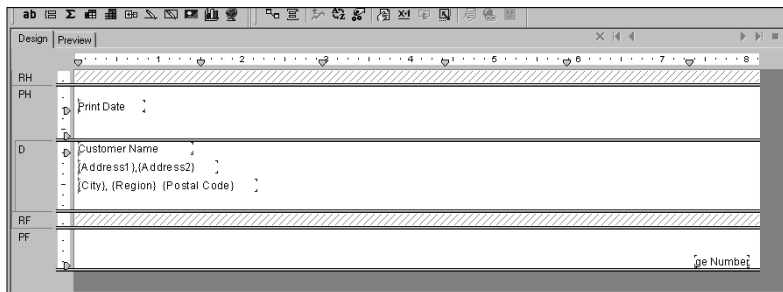 ab
Design Preview
1 2 3 4 5 6 7 8
RH
PH
Print Date
D
Customer Name
{Address1},{Address2}
{City}, {Region} {Postal Code}
RF
PF
ge Number